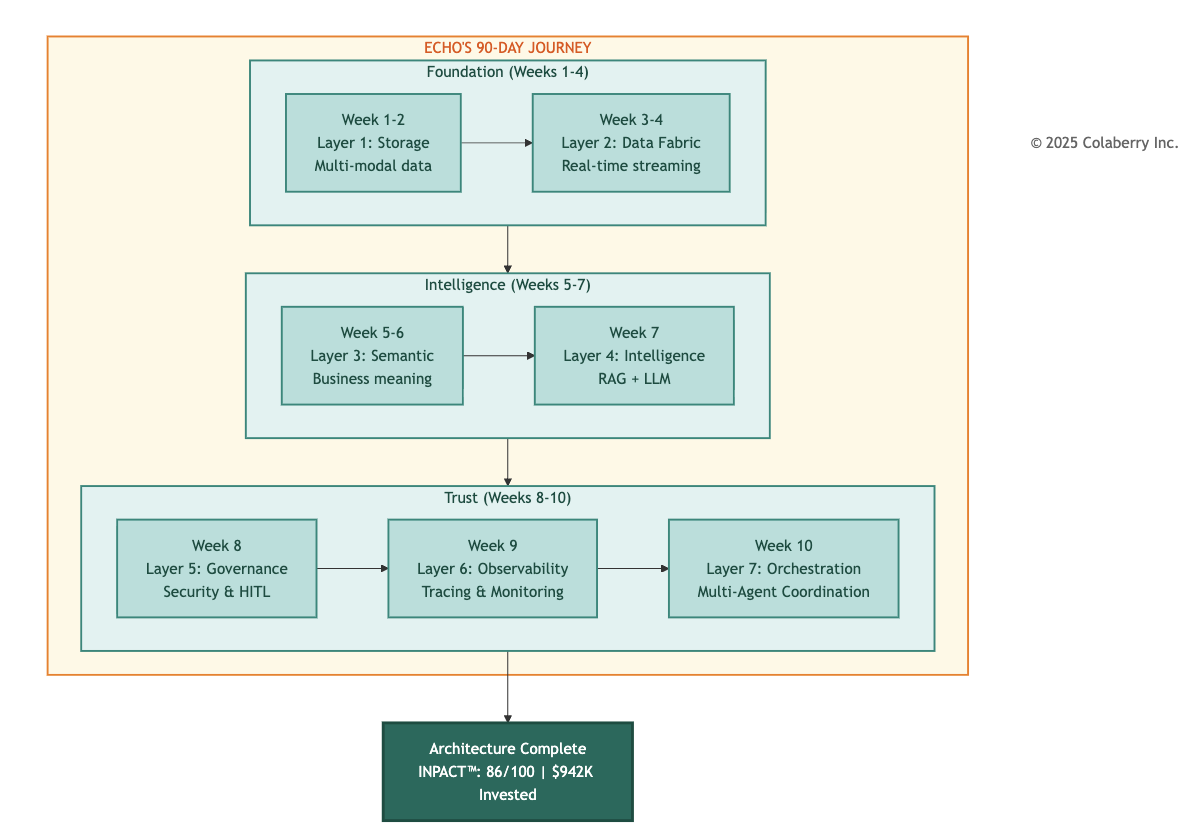 ECHO'S 90-DAY JOURNEY
Foundation (Weeks 1-4)
Week 1-2
Layer 1: Storage
Multi-modal data
Week 3-4
Layer 2: Data Fabric
Real-time streaming
© 2025 Colaberry Inc.
Intelligence (Weeks 5-7)
Week 5-6
Layer 3: Semantic
Business meaning
Week 7
Layer 4: Intelligence
RAG + LLM
Trust (Weeks 8-10)
Week 8
Layer 5: Governance
Security & HITL
Week 9
Layer 6: Observability
Tracing & Monitoring
Week 10
Layer 7: Orchestration
Multi-Agent Coordination
Architecture Complete
INPACT™: 86/100 | $942K
Invested